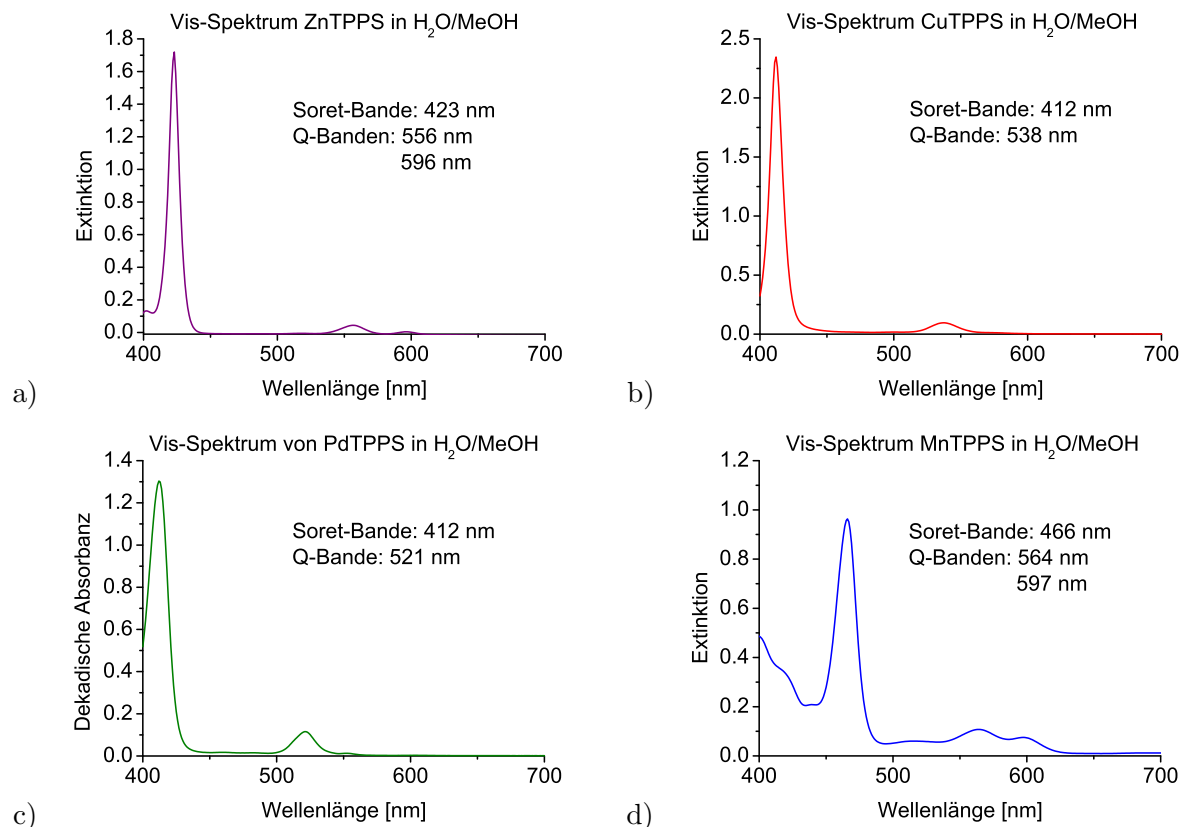 Vis-Spektrum ZnTPPS in H₂O/MeOH
1.8
1.6
1.4
1.2
1.0
0.8
0.6
0.4
0.2
0.0
Extinktion
Soret-Bande: 423 nm
Q-Banden: 556 nm
596 nm
400 500 600 700
Wellenlänge [nm]
a)
Vis-Spektrum CuTPPS in H₂O/MeOH
2.5
2.0
1.5
1.0
0.5
0.0
Extinktion
Soret-Bande: 412 nm
Q-Bande: 538 nm
400 500 600 700
Wellenlänge [nm]
b)
Vis-Spektrum von PdTPPS in H₂O/MeOH
1.4
1.2
1.0
0.8
0.6
0.4
0.2
0.0
Dekadische Absorbanz
Soret-Bande: 412 nm
Q-Bande: 521 nm
400 500 600 700
Wellenlänge [nm]
c)
Vis-Spektrum MnTPPS in H₂O/MeOH
1.2
1.0
0.8
0.6
0.4
0.2
0.0
Extinktion
Soret-Bande: 466 nm
Q-Banden: 564 nm
597 nm
400 500 600 700
Wellenlänge [nm]
d)